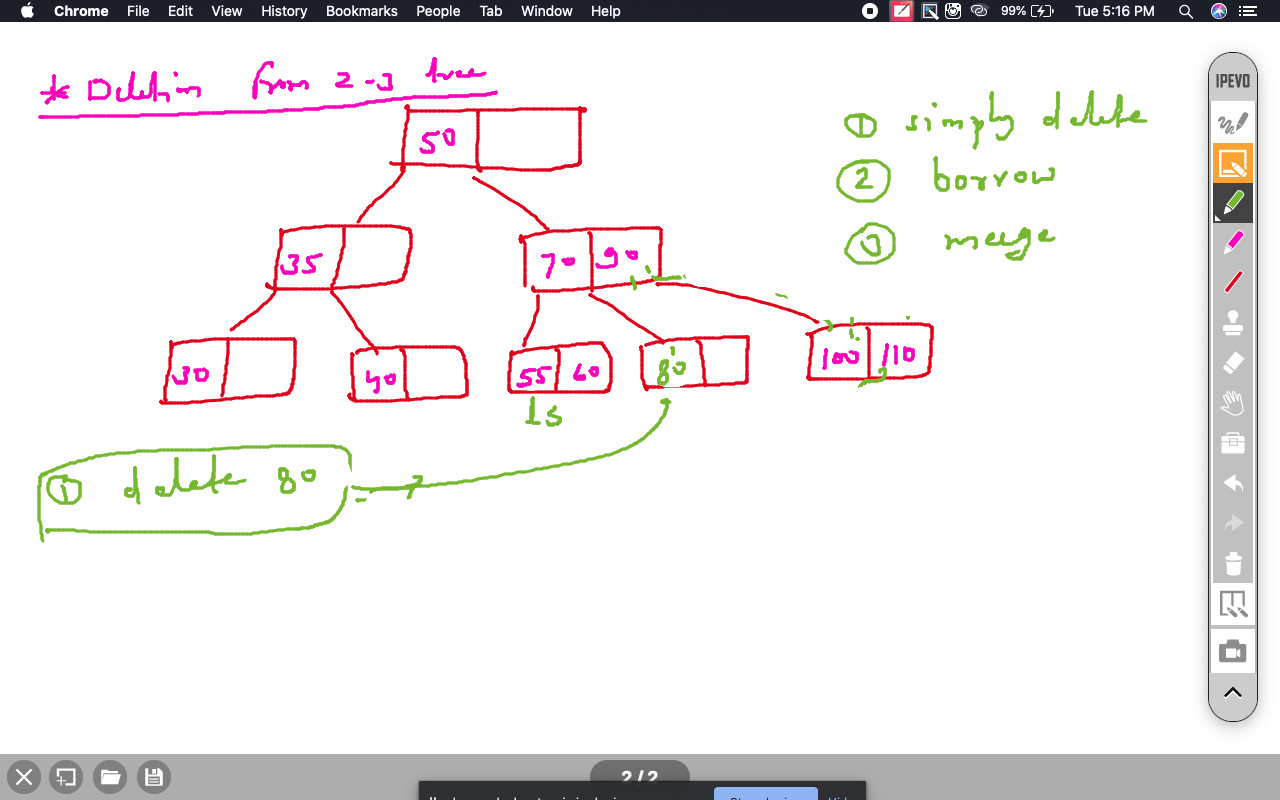 Chrome File Edit View History Bookmarks People Tab Window Help 99% Tue 5:16 PM
* Deletion from 2-3 tree
IPEVO
① simply delete
② borrow
③ merge
50
35
70 90
30
40
55 60
80
100 110
ls
① delete 80
2 / 2